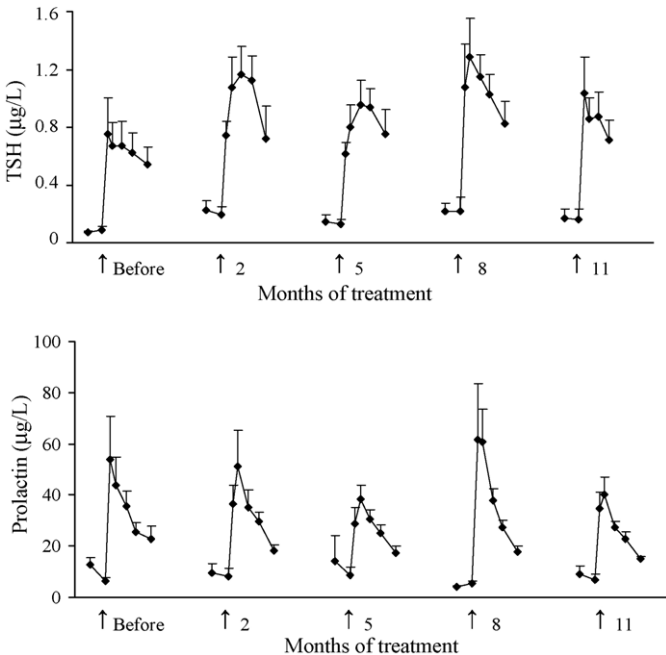 1.6
1.2
0.8
0.4
0
TSH (µg/L)
↑ Before ↑ 2 ↑ 5 ↑ 8 ↑ 11
Months of treatment
100
80
60
40
20
0
Prolactin (µg/L)
↑ Before ↑ 2 ↑ 5 ↑ 8 ↑ 11
Months of treatment